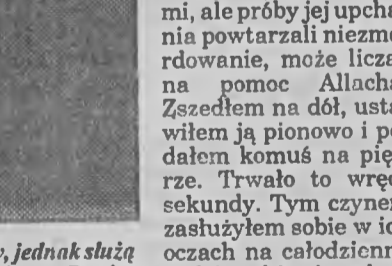 mi, ale próby jej upcha
nia powtarzali niezmo
rdowanie, może licza
na pomoc Allacha
Zszedłem na dół, usta
wiłem ją pionowo i po
dałem komuś na pię
rze. Trwało to wręc
sekundy. Tym czynem
zasłużyłem sobie w ic
oczach na całodzienn
y, jednak służą